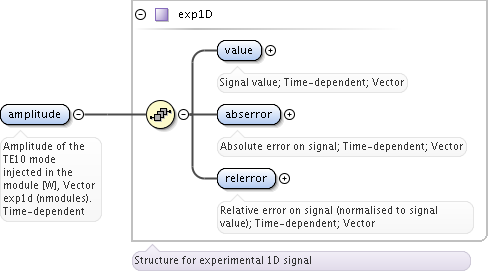 exp1D
value
Signal value; Time-dependent; Vector
amplitude
abserror
Amplitude of the
TE10 mode
injected in the
module [W], Vector
exp1d (nmodules).
Time-dependent
Absolute error on signal; Time-dependent; Vector
relerror
Relative error on signal (normalised to signal
value); Time-dependent; Vector
Structure for experimental 1D signal